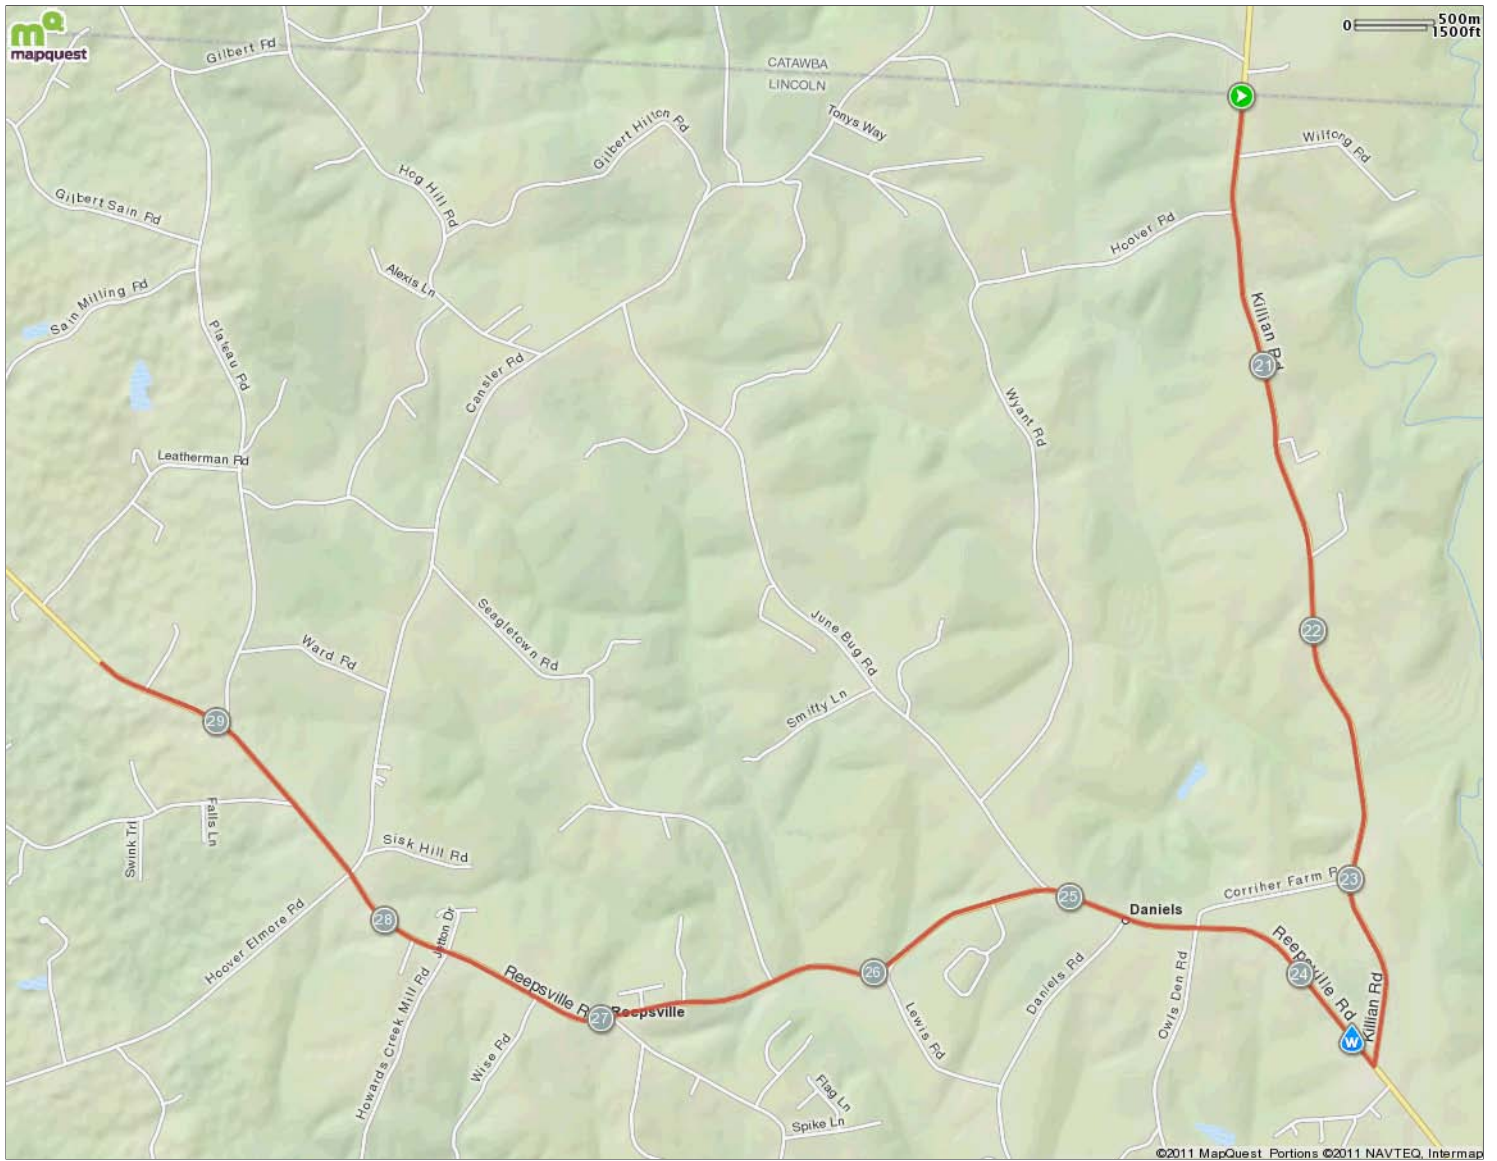 mapquest
0 500m
1500ft
Gilbert Rd
CATAWBA
LINCOLN
Tonys Way
Gilbert Hilton Rd
Wilfong Rd
Hog Hill Rd
Gilbert Sain Rd
Hoover Rd
Alexis Ln
Sain Milling Rd
Plateau Rd
Killian Rd
21
Cansler Rd
Wyant Rd
Leatherman Rd
22
Seagletown Rd
June Bug Rd
Ward Rd
Smitty Ln
29
Falls Ln
Swink Trl
Sisk Hill Rd
23
Corriher Farm R
25
Daniels
28
Jetton Dr
Hoover Elmore Rd
Reepsville Rd
24
26
Reepsville R
27
Reepsville
Daniels Rd
Owls Den Rd
Killian Rd
W
Howards Creek Mill Rd
Wise Rd
Lewis Rd
Flag Ln
Spike Ln
©2011 MapQuest Portions ©2011 NAVTEQ, Intermap